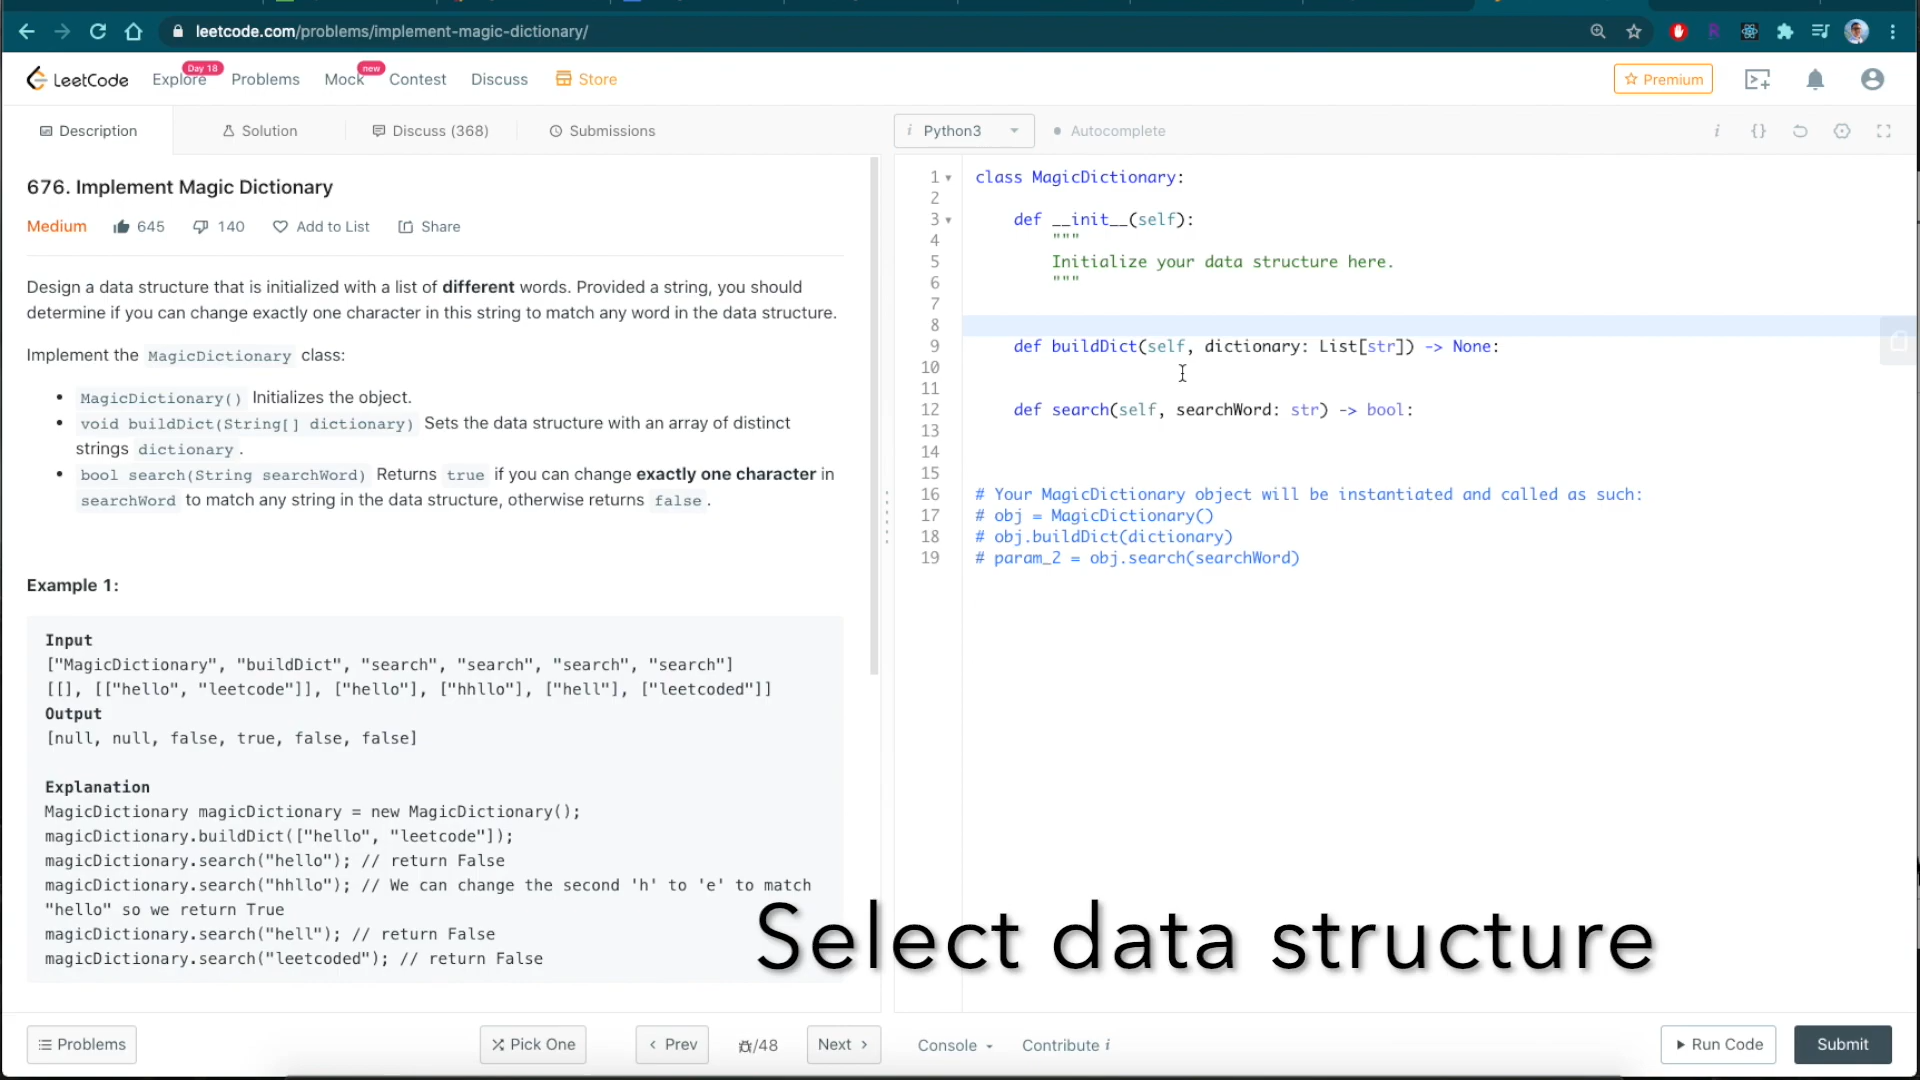 leetcode.com/problems/implement-magic-dictionary/
LeetCode
Explore
Day 18
Problems
Mock
new
Contest
Discuss
Store
Premium
Description
Solution
Discuss (368)
Submissions
i Python3
Autocomplete
i
{}
676. Implement Magic Dictionary
Medium
645
140
Add to List
Share
Design a data structure that is initialized with a list of different words. Provided a string, you should
determine if you can change exactly one character in this string to match any word in the data structure.
Implement the MagicDictionary class:
• MagicDictionary() Initializes the object.
• void buildDict(String[] dictionary) Sets the data structure with an array of distinct
strings dictionary.
• bool search(String searchWord) Returns true if you can change exactly one character in
searchWord to match any string in the data structure, otherwise returns false.
Example 1:
Input
["MagicDictionary", "buildDict", "search", "search", "search", "search"]
[[], [["hello", "leetcode"]], ["hello"], ["hhllo"], ["hell"], ["leetcoded"]]
Output
[null, null, false, true, false, false]
Explanation
MagicDictionary magicDictionary = new MagicDictionary();
magicDictionary.buildDict(["hello", "leetcode"]);
magicDictionary.search("hello"); // return False
magicDictionary.search("hhllo"); // We can change the second 'h' to 'e' to match
"hello" so we return True
magicDictionary.search("hell"); // return False
magicDictionary.search("leetcoded"); // return False
1 class MagicDictionary:
2
3 def __init__(self):
4 """
5 Initialize your data structure here.
6 """
7
8
9 def buildDict(self, dictionary: List[str]) -> None:
10
11
12 def search(self, searchWord: str) -> bool:
13
14
15
16 # Your MagicDictionary object will be instantiated and called as such:
17 # obj = MagicDictionary()
18 # obj.buildDict(dictionary)
19 # param_2 = obj.search(searchWord)
Select data structure
Problems
Pick One
Prev
/48
Next
Console
Contribute i
Run Code
Submit